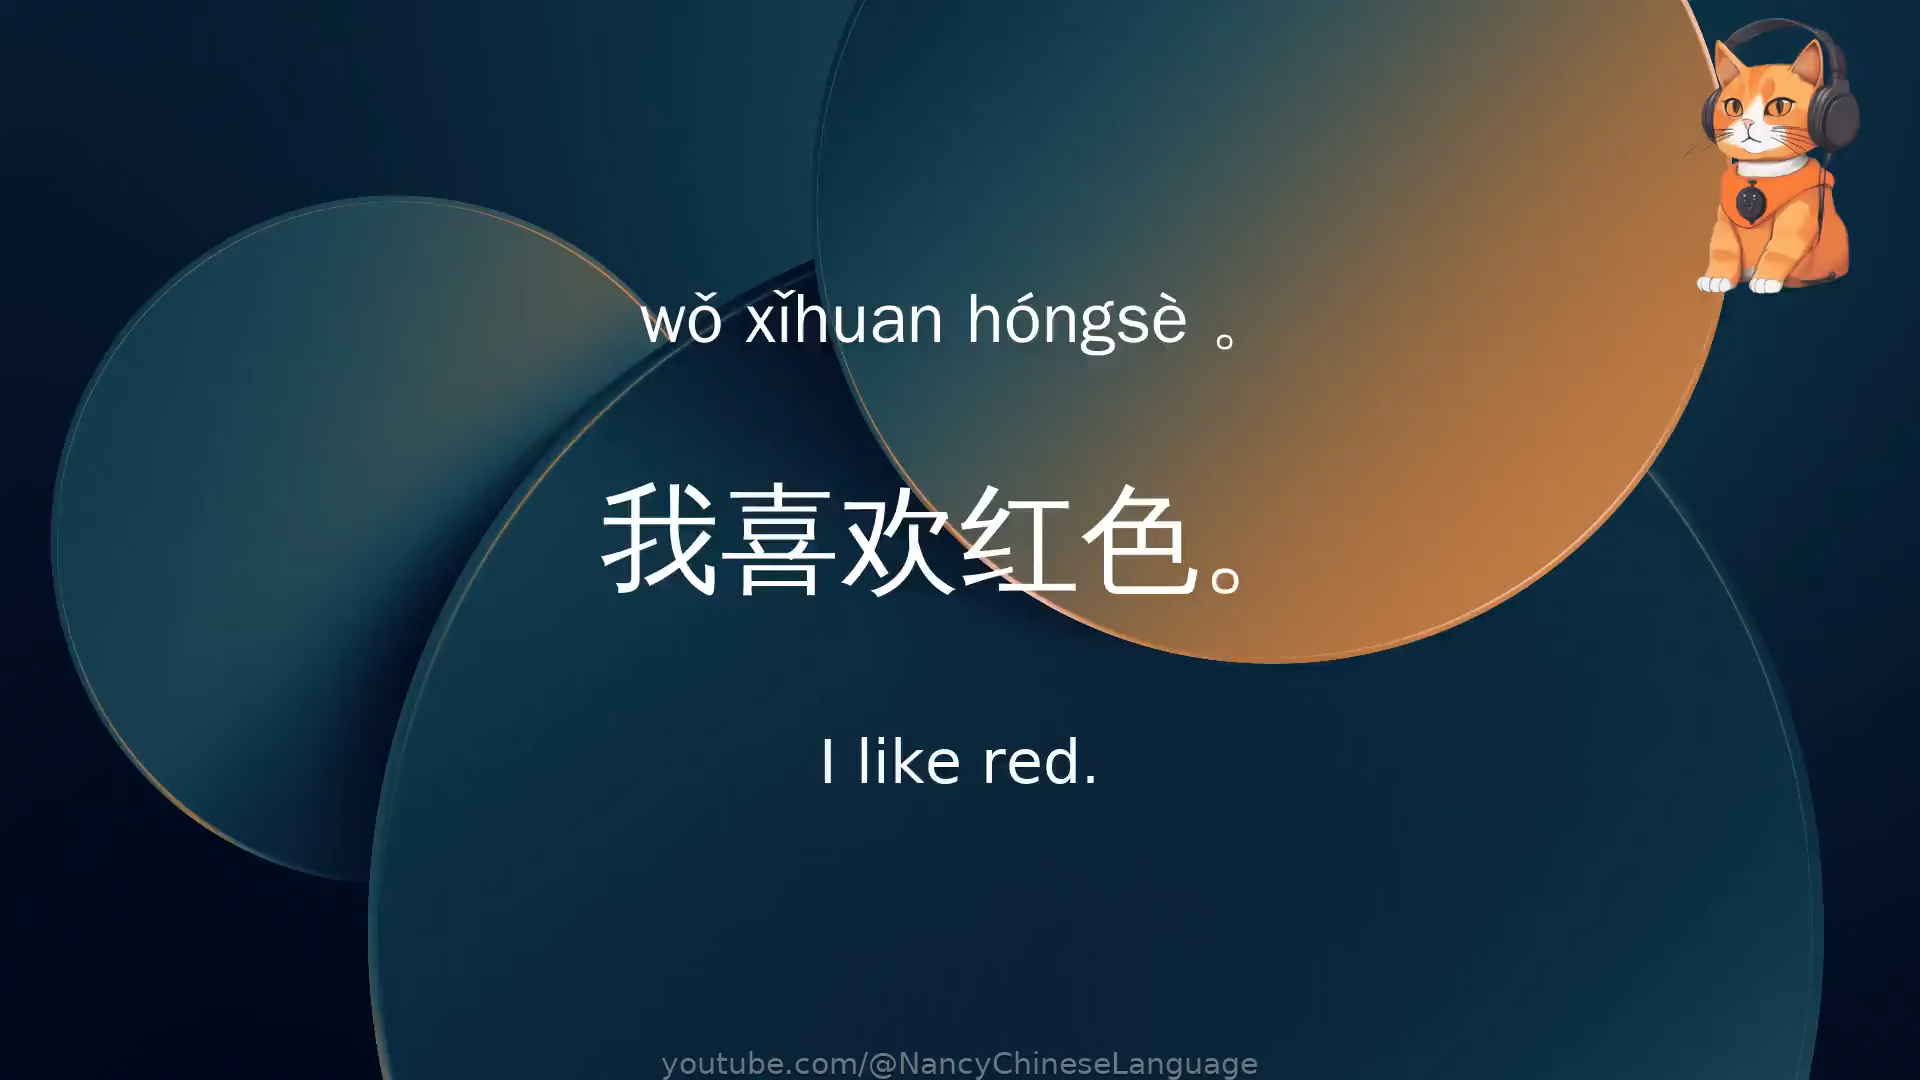 wǒ xǐhuan hóngsè 。
我喜欢红色。
I like red.
youtube.com/@NancyChineseLanguage